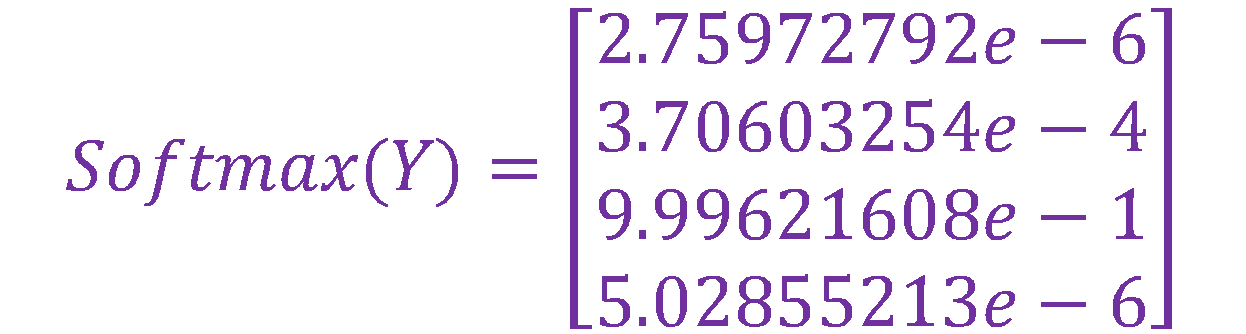 2.75972792e − 6
3.70603254e − 4
Softmax(Y) =
9.99621608e − 1
5.02855213e − 6